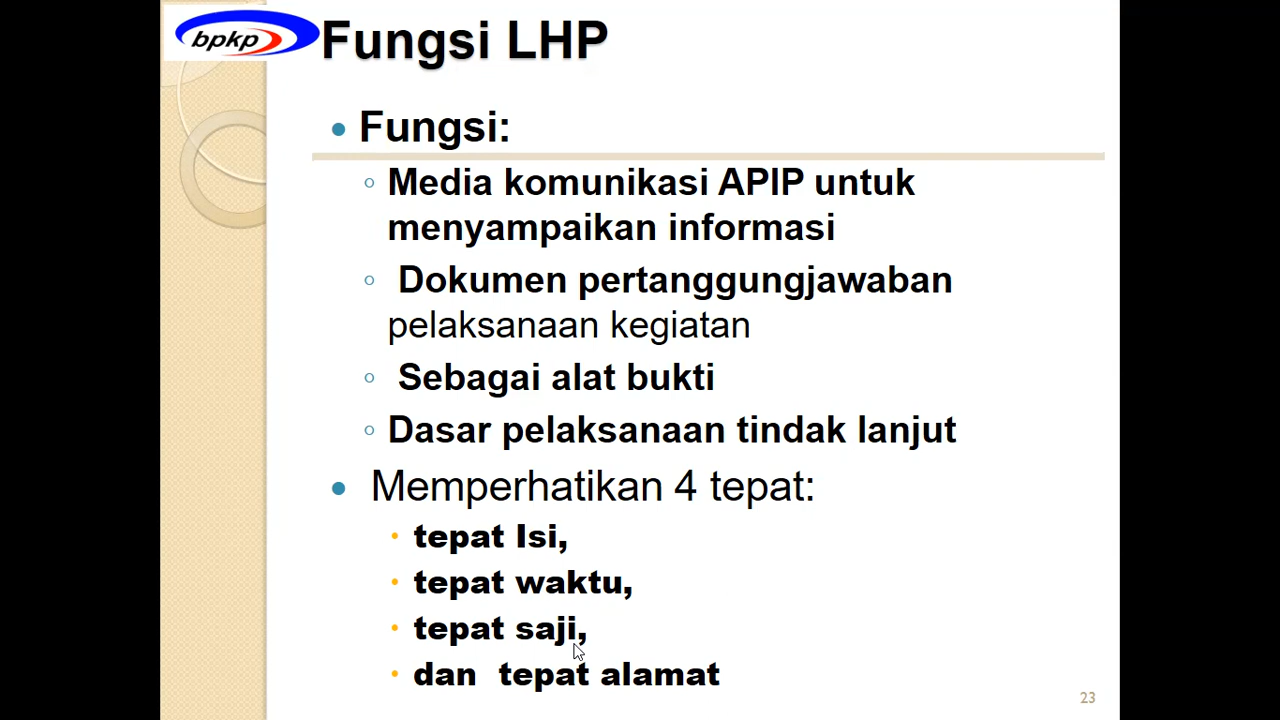 bpkp
Fungsi LHP
Fungsi:
Media komunikasi APIP untuk
menyampaikan informasi
Dokumen pertanggungjawaban
pelaksanaan kegiatan
Sebagai alat bukti
Dasar pelaksanaan tindak lanjut
Memperhatikan 4 tepat:
tepat Isi,
tepat waktu,
tepat saji,
dan tepat alamat
23